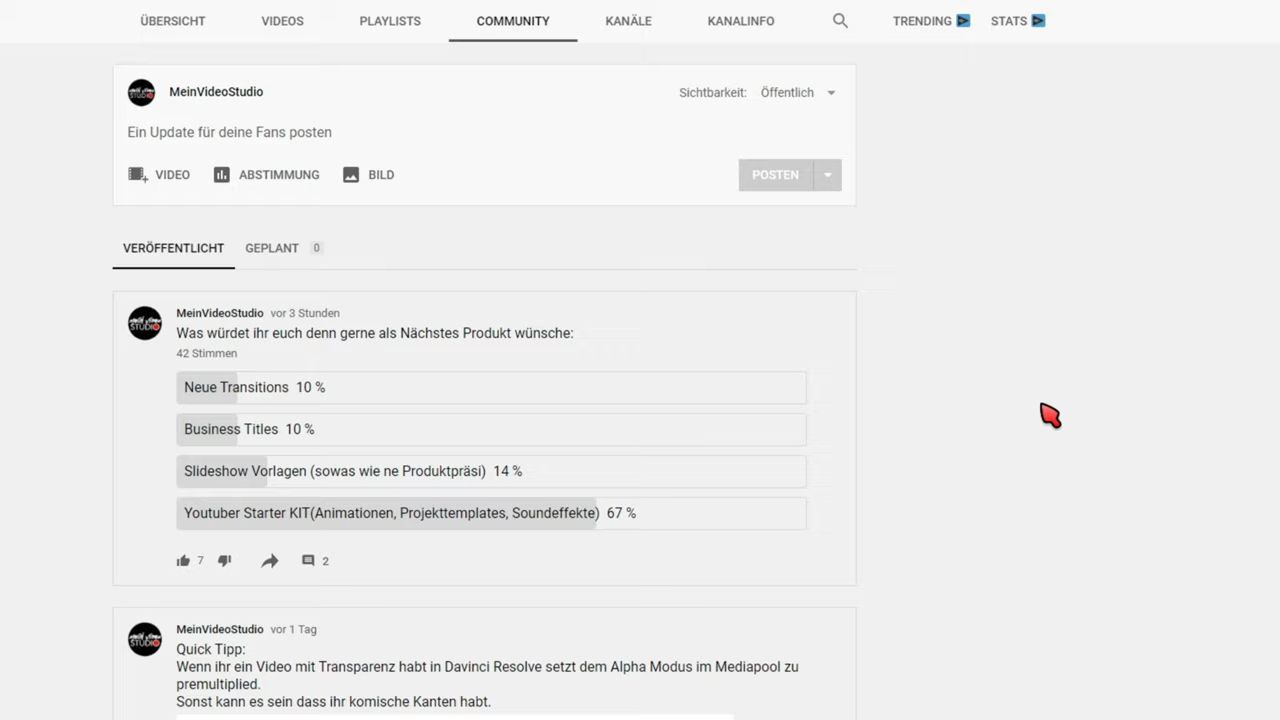 ÜBERSICHT VIDEOS PLAYLISTS COMMUNITY KANÄLE KANALINFO TRENDING STATS
MeinVideoStudio Sichtbarkeit: Öffentlich
Ein Update für deine Fans posten
VIDEO ABSTIMMUNG BILD POSTEN
VERÖFFENTLICHT GEPLANT 0
MeinVideoStudio vor 3 Stunden
Was würdet ihr euch denn gerne als Nächstes Produkt wünsche:
42 Stimmen
Neue Transitions 10 %
Business Titles 10 %
Slideshow Vorlagen (sowas wie ne Produktpräsi) 14 %
Youtuber Starter KIT(Animationen, Projekttemplates, Soundeffekte) 67 %
7 2
MeinVideoStudio vor 1 Tag
Quick Tipp:
Wenn ihr ein Video mit Transparenz habt in Davinci Resolve setzt dem Alpha Modus im Mediapool zu
premultiplied.
Sonst kann es sein dass ihr komische Kanten habt.